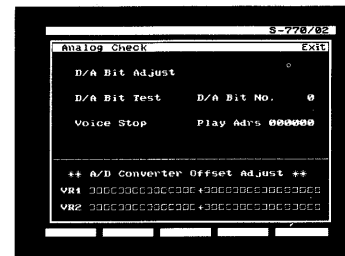 S-770/02
Analog Check Exit
D/A Bit Adjust
D/A Bit Test D/A Bit No. 0
Voice Stop Play Adrs 000000
** A/D Converter Offset Adjust **
VR1
VR2